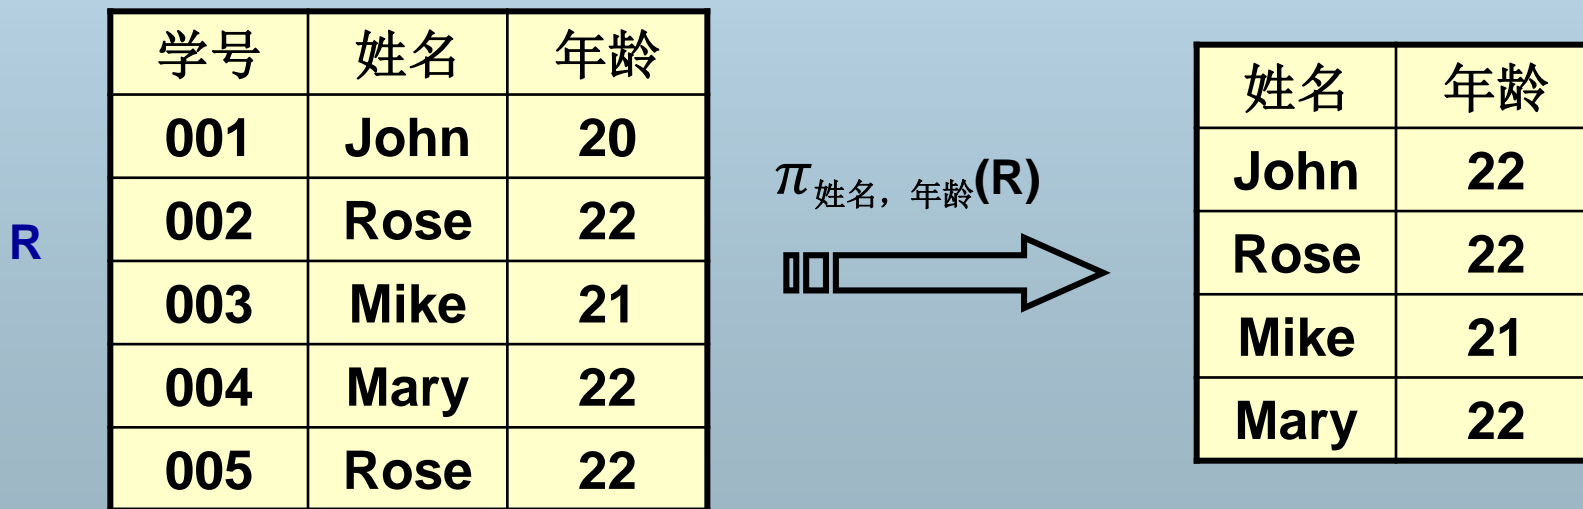 学号 姓名 年龄
001 John 20
002 Rose 22
003 Mike 21
004 Mary 22
005 Rose 22
R
π姓名，年龄(R)
姓名 年龄
John 22
Rose 22
Mike 21
Mary 22